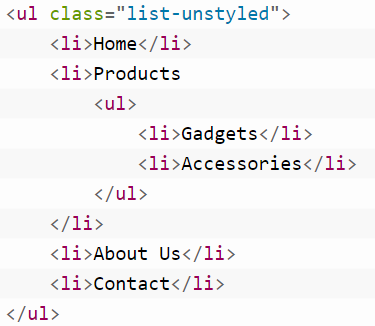 <ul class="list-unstyled">
<li>Home</li>
<li>Products
<ul>
<li>Gadgets</li>
<li>Accessories</li>
</ul>
</li>
<li>About Us</li>
<li>Contact</li>
</ul>